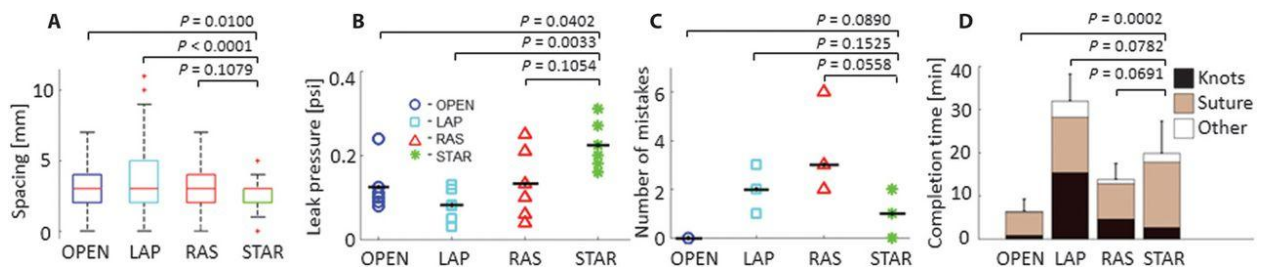 A
P = 0.0100
P < 0.0001
P = 0.1079
Spacing [mm]
10
5
0
OPEN LAP RAS STAR
B
P = 0.0402
P = 0.0033
P = 0.1054
Leak pressure [psi]
0.4
0.2
0
- OPEN
- LAP
- RAS
- STAR
OPEN LAP RAS STAR
C
P = 0.0890
P = 0.1525
P = 0.0558
Number of mistakes
6
4
2
0
OPEN LAP RAS STAR
D
P = 0.0002
P = 0.0782
P = 0.0691
Completion time [min]
40
30
20
10
0
Knots
Suture
Other
OPEN LAP RAS STAR